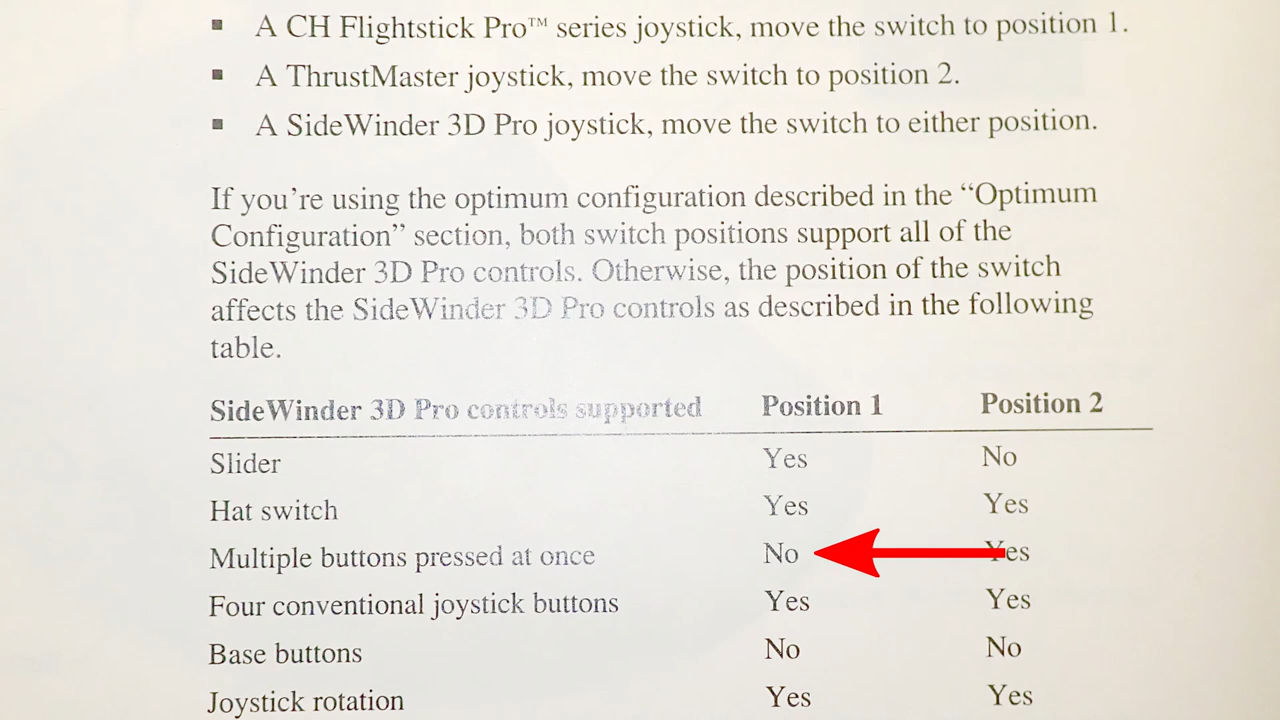 ▪ A CH Flightstick Pro™ series joystick, move the switch to position 1.
▪ A ThrustMaster joystick, move the switch to position 2.
▪ A SideWinder 3D Pro joystick, move the switch to either position.
If you’re using the optimum configuration described in the “Optimum
Configuration” section, both switch positions support all of the
SideWinder 3D Pro controls. Otherwise, the position of the switch
affects the SideWinder 3D Pro controls as described in the following
table.
SideWinder 3D Pro controls supported Position 1 Position 2
Slider Yes No
Hat switch Yes Yes
Multiple buttons pressed at once No Yes
Four conventional joystick buttons Yes Yes
Base buttons No No
Joystick rotation Yes Yes